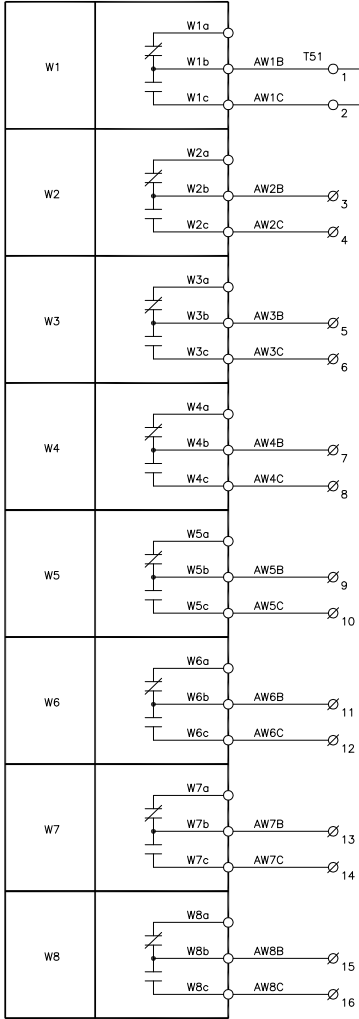 W1a
W1 W1b AW1B T51 1
W1c AW1C 2
W2a
W2 W2b AW2B 3
W2c AW2C 4
W3a
W3 W3b AW3B 5
W3c AW3C 6
W4a
W4 W4b AW4B 7
W4c AW4C 8
W5a
W5 W5b AW5B 9
W5c AW5C 10
W6a
W6 W6b AW6B 11
W6c AW6C 12
W7a
W7 W7b AW7B 13
W7c AW7C 14
W8a
W8 W8b AW8B 15
W8c AW8C 16